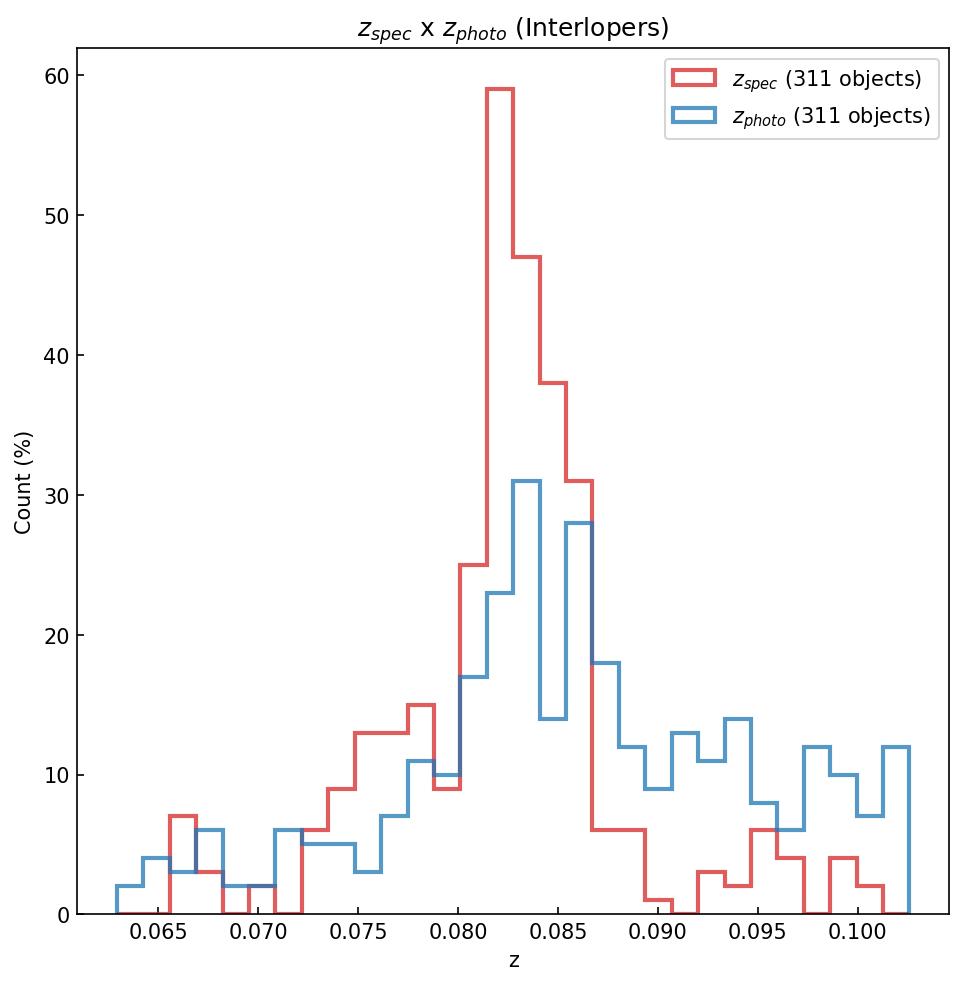 z_spec x z_photo (Interlopers)
z_spec (311 objects)
z_photo (311 objects)
60
50
40
30
20
10
0
Count (%)
0.065 0.070 0.075 0.080 0.085 0.090 0.095 0.100
z